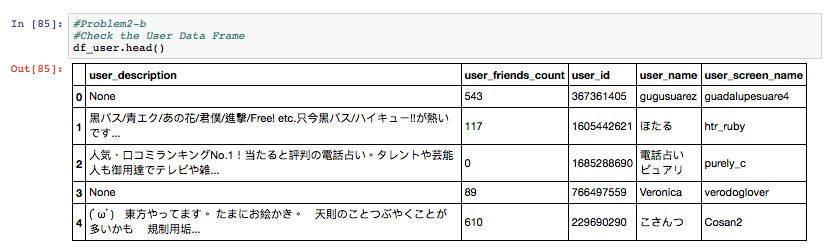 In [85]: #Problem2-b
#Check the User Data Frame
df_user.head()
Out[85]:
user_description user_friends_count user_id user_name user_screen_name
0 None 543 367361405 gugusuarez guadalupesuare4
1 黒バス/青エク/あの花/君僕/進撃/Free! etc.只今黒バス/ハイキュー!!が熱い
です... 117 1605442621 ほたる htr_ruby
2 人気・口コミランキングNo.1！当たると評判の電話占い。タレントや芸能
人も御用達でテレビや雑... 0 1685288690 電話占い
ピュアリ purely_c
3 None 89 766497559 Veronica verodoglover
4 (´ω`)　東方やってます。 たまにお絵かき。　天則のことつぶやくことが
多いかも　規制用垢... 610 229690290 こさんつ Cosan2